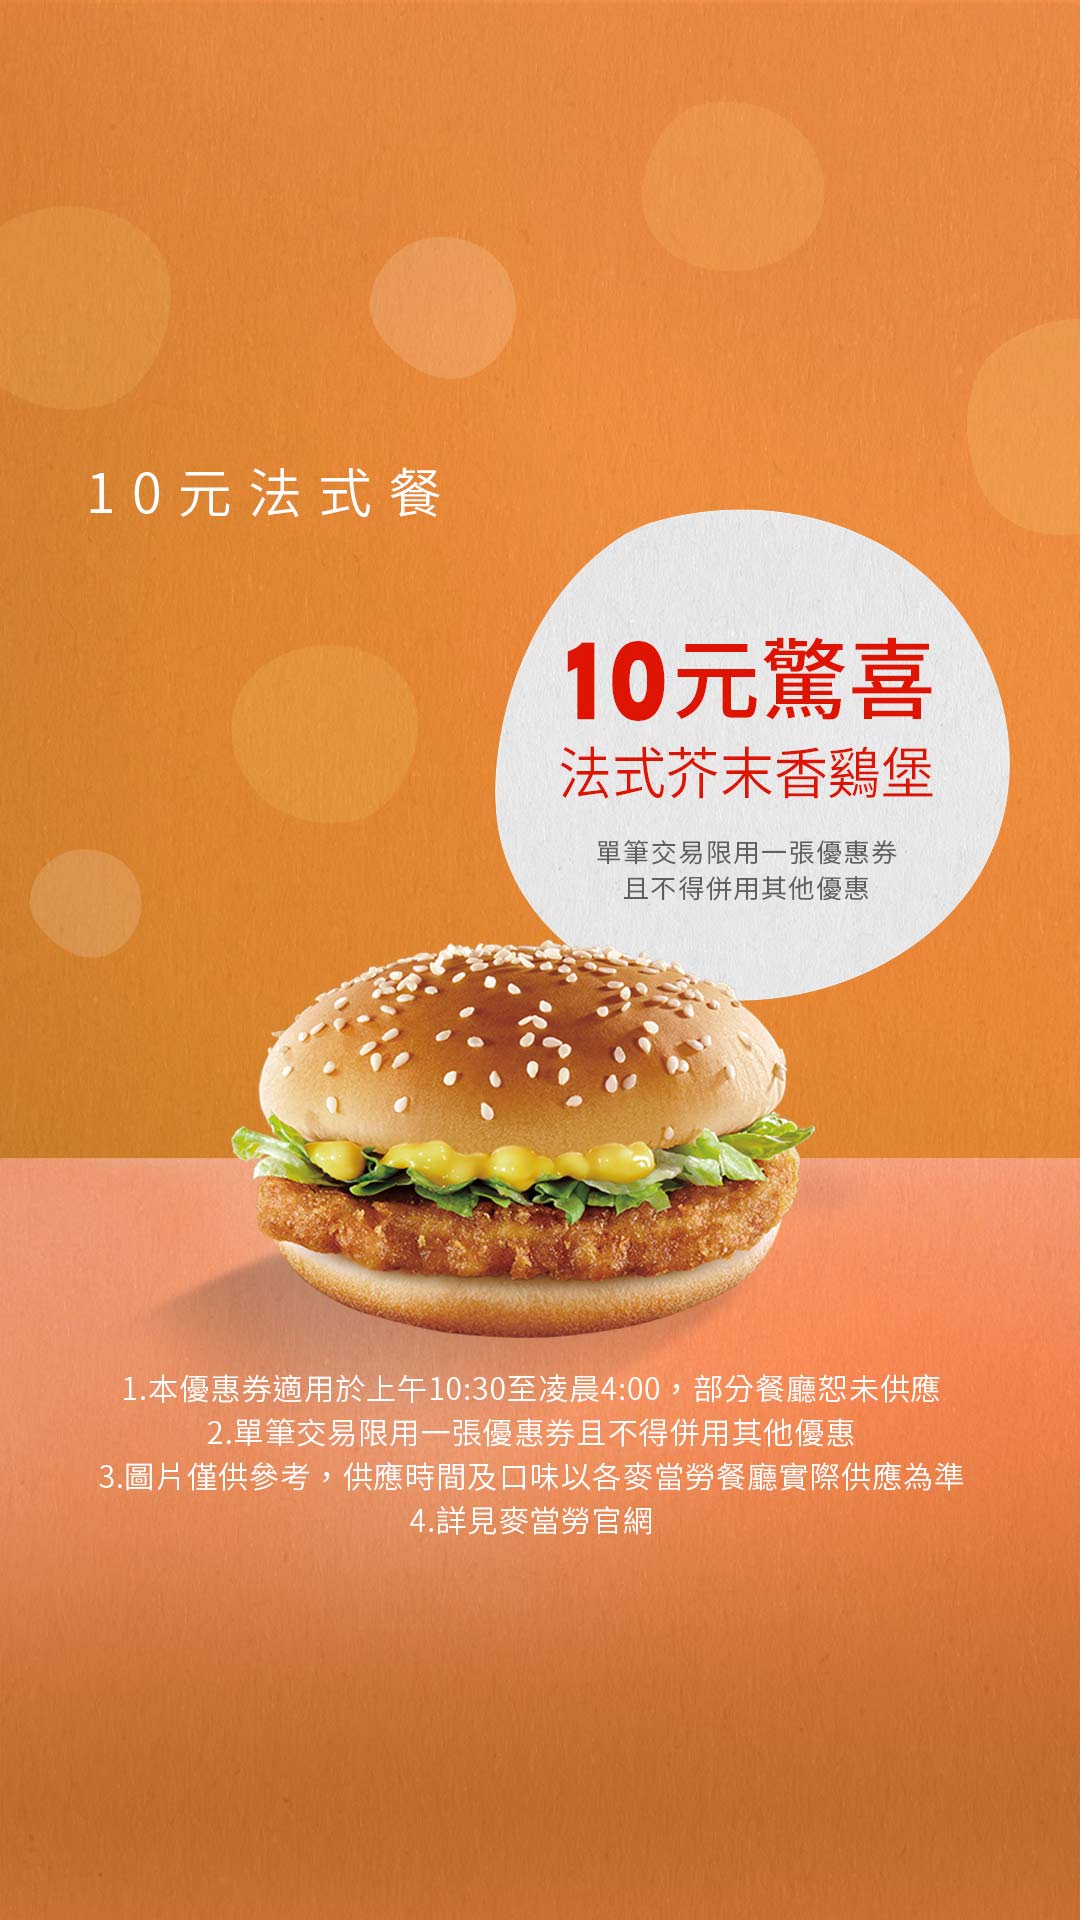 10元法式餐
10元驚喜
法式芥末香鷄堡
單筆交易限用一張優惠券
且不得併用其他優惠
1.本優惠券適用於上午10:30至凌晨4:00，部分餐廳恕未供應
2.單筆交易限用一張優惠券且不得併用其他優惠
3.圖片僅供參考，供應時間及口味以各麥當勞餐廳實際供應為準
4.詳見麥當勞官網